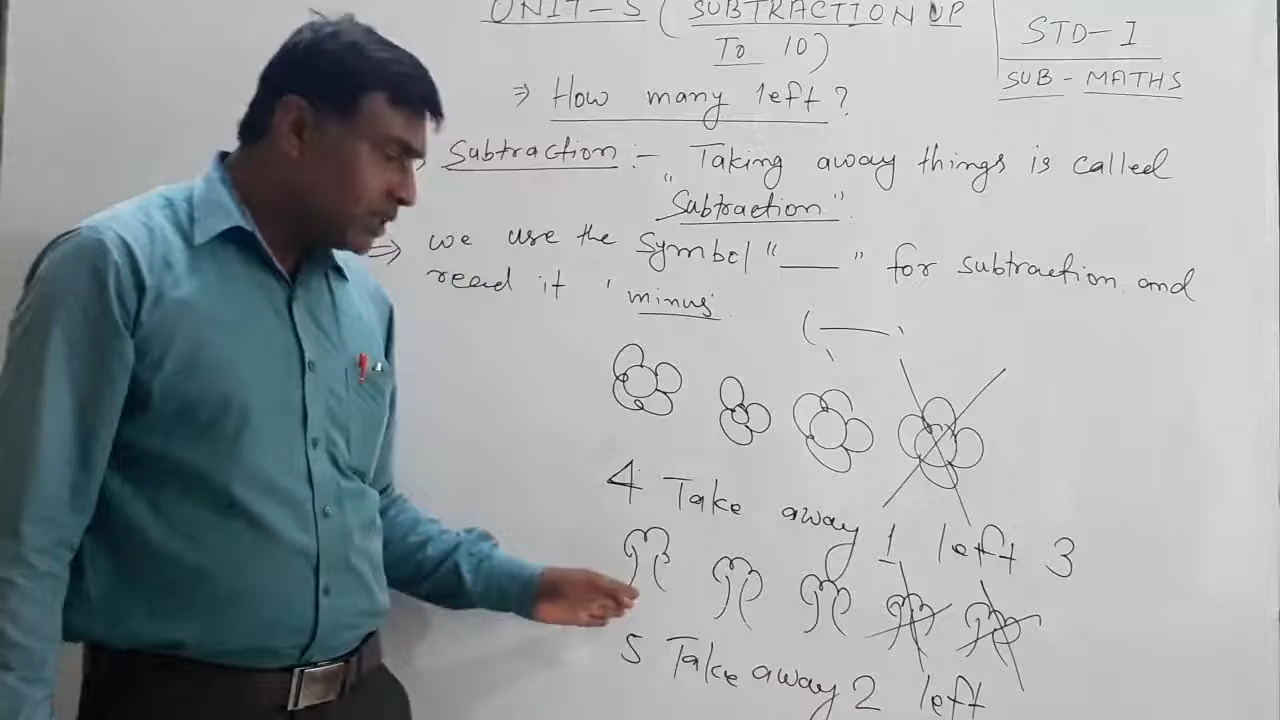 UNIT-5 ( SUBTRACTION UP
TO 10)
STD-I
SUB - MATHS
⇒ How many left?
Subtraction :- "Taking away things is called
Subtraction".
⇒ we use the symbol "—" for subtraction and
read it 'minus'.
(—)
4 Take away 1 left 3
5 Take away 2 left